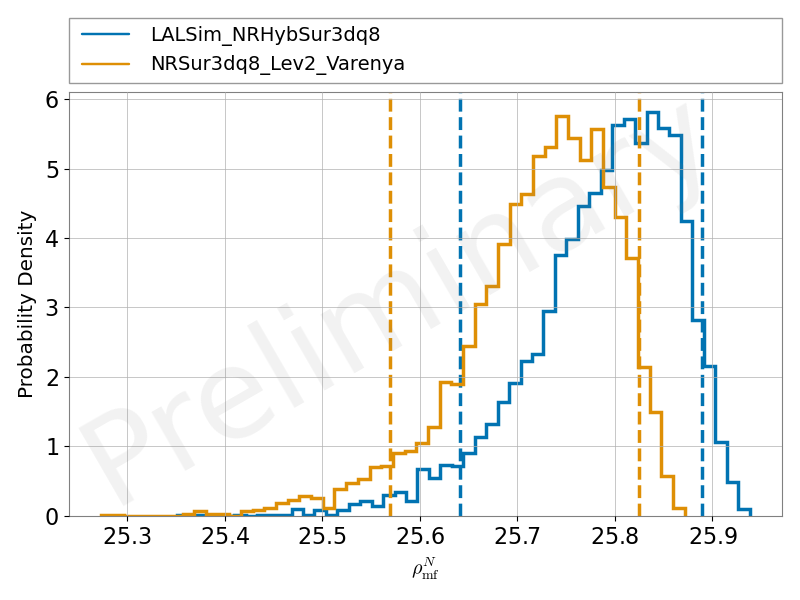 LALSim_NRHybSur3dq8
NRSur3dq8_Lev2_Varenya
6
5
4
3
2
1
0
Probability Density
Preliminary
25.3 25.4 25.5 25.6 25.7 25.8 25.9
ρ_mf^N